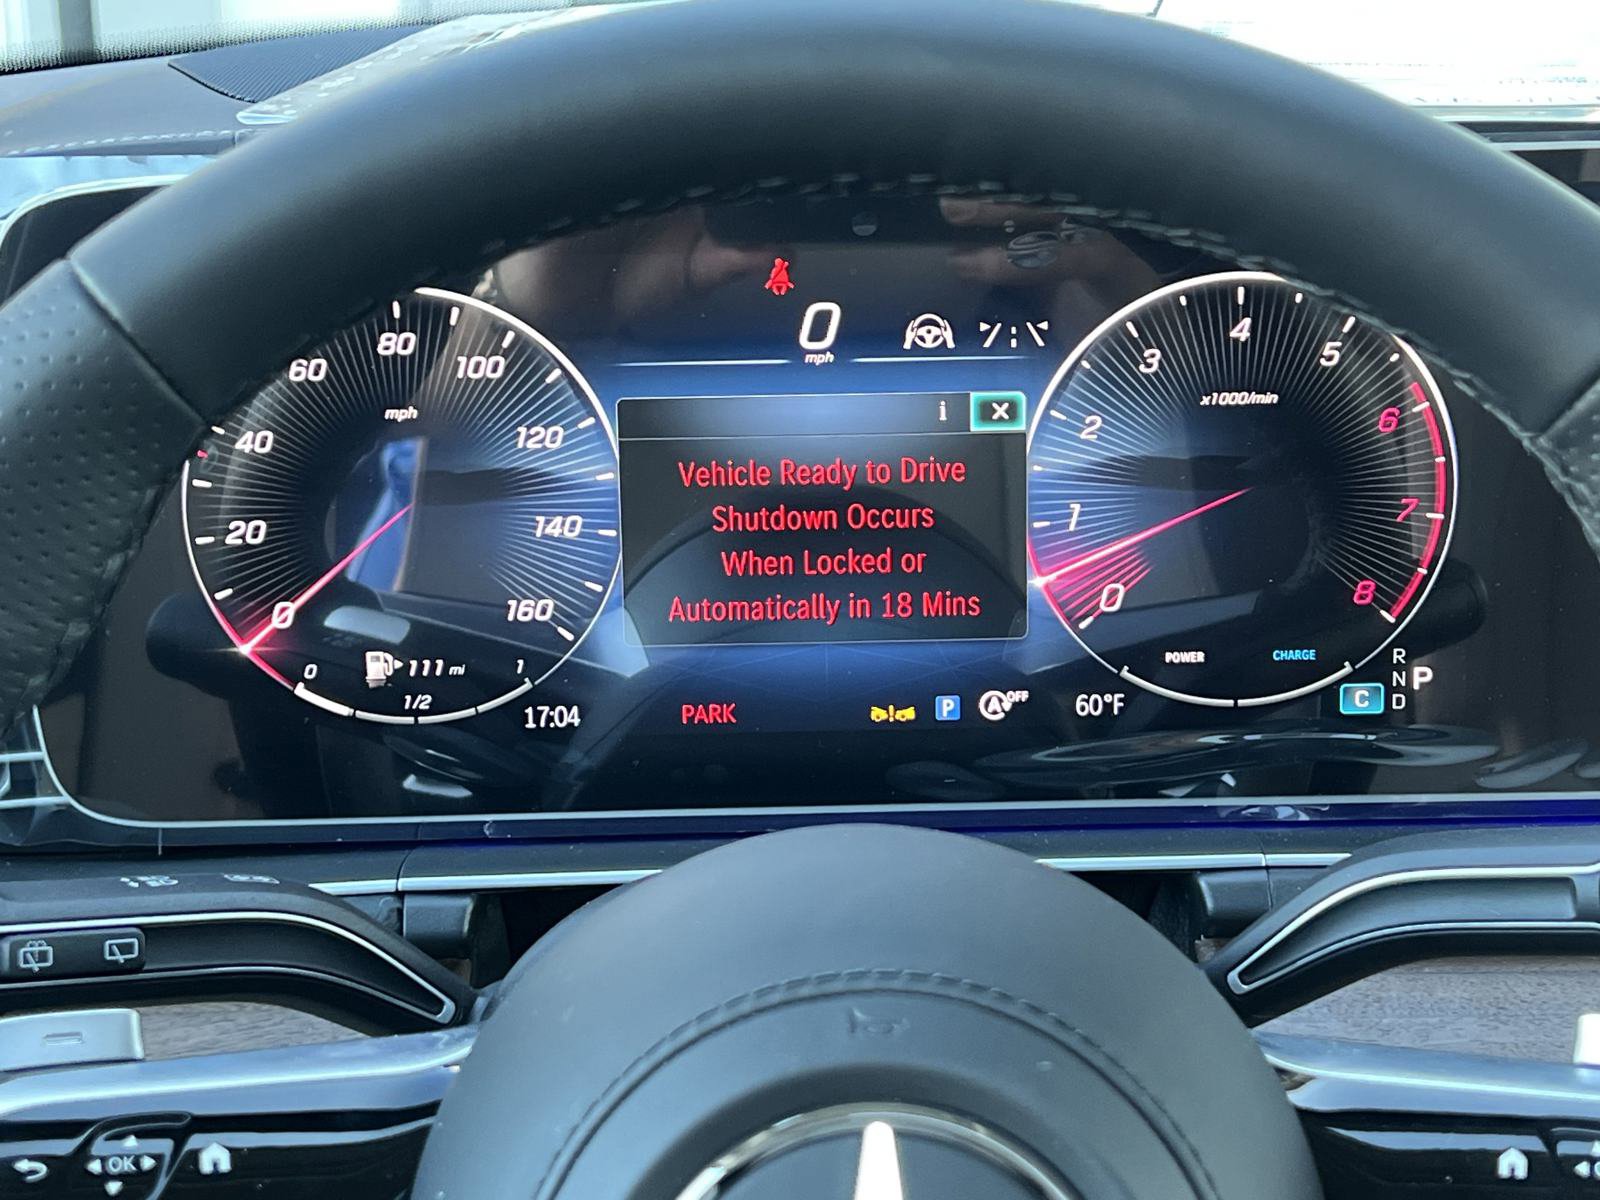 0
mph
80
60
100
mph
40
120
20
140
0
160
0
111 mi
1
1/2
17:04
i
Vehicle Ready to Drive
Shutdown Occurs
When Locked or
Automatically in 18 Mins
PARK
P
A OFF
60°F
4
3
5
x1000/min
2
6
1
7
0
8
POWER
CHARGE
R
N
P
C
D
OK